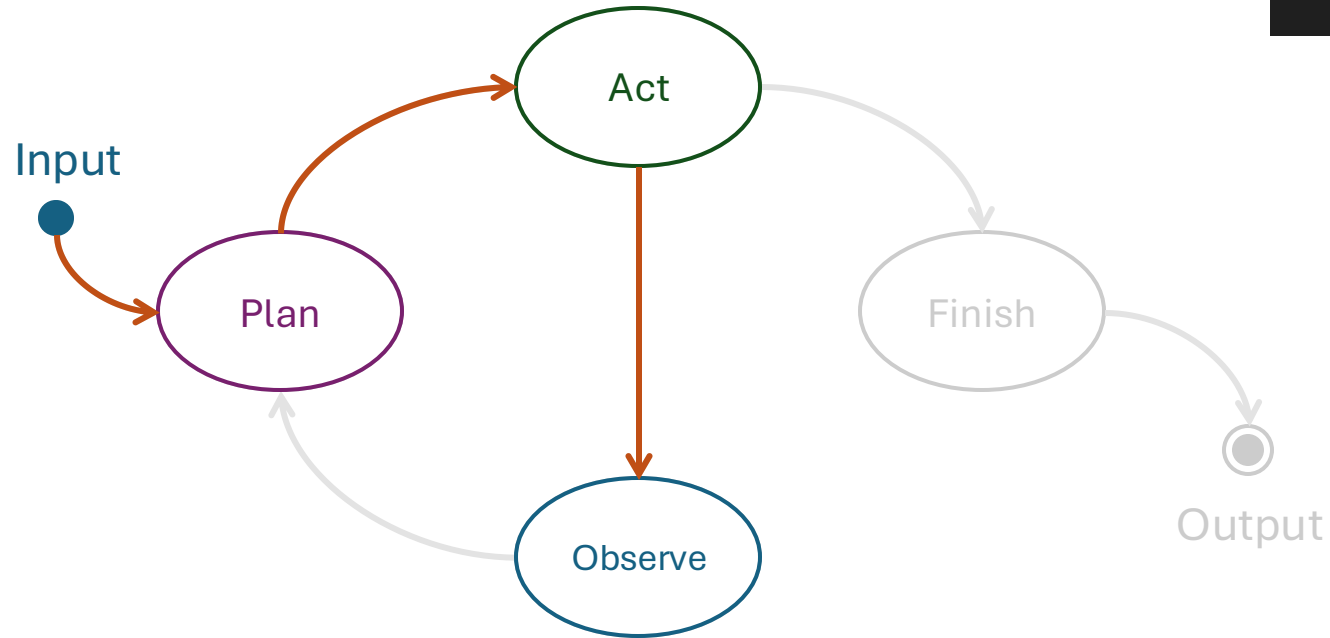 Act
Input
Plan
Finish
Output
Observe